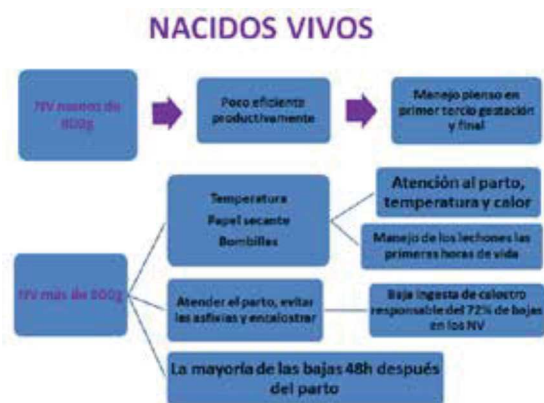 NACIDOS VIVOS
NV menos de
800g
Poco eficiente
productivamente
Manejo pienso en
primer tercio gestación
y final
Temperatura
Papel secante
Bombillas
Atención al parto,
temperatura y calor
Manejo de los lechones las
primeras horas de vida
NV más de 800g
Atender el parto, evitar
las asfixias y encalostrar
Baja ingesta de calostro
responsable del 72% de bajas
en los NV
La mayoría de las bajas 48h después
del parto